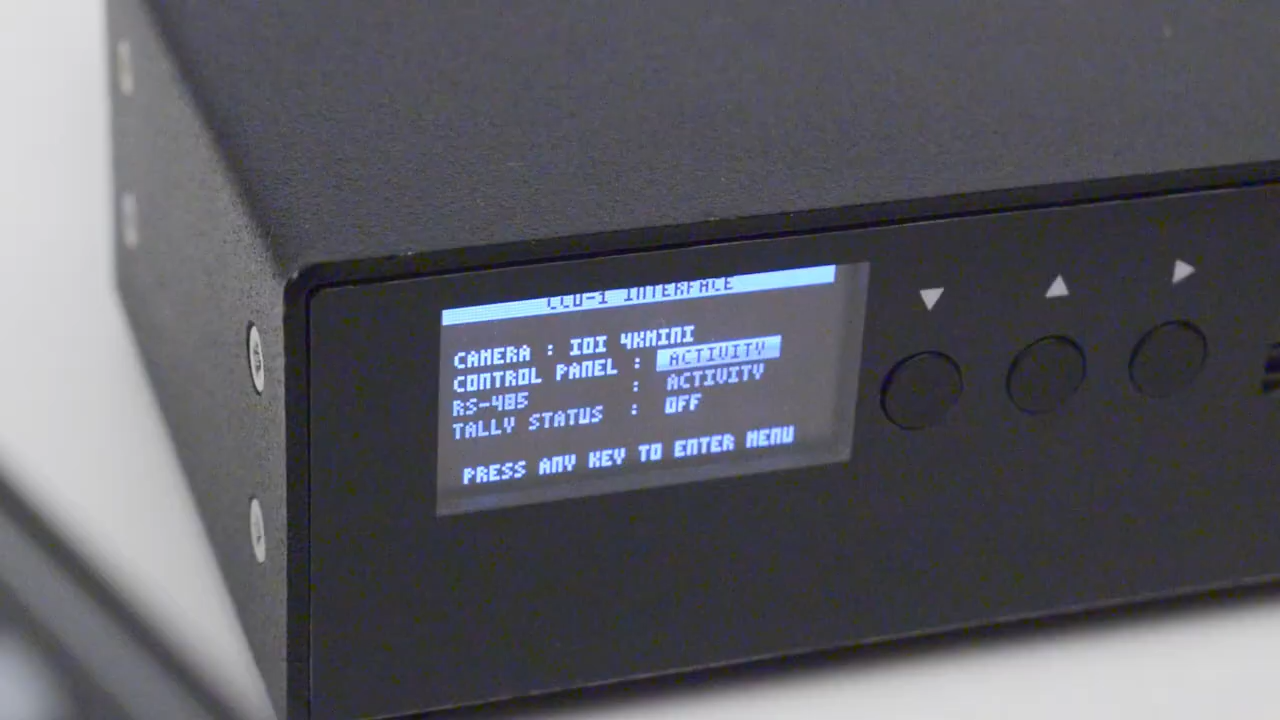 CCU-1 INTERFACE
CAMERA : IOI 4KMINI
CONTROL PANEL : ACTIVITY
RS-485 : ACTIVITY
TALLY STATUS : OFF
PRESS ANY KEY TO ENTER MENU